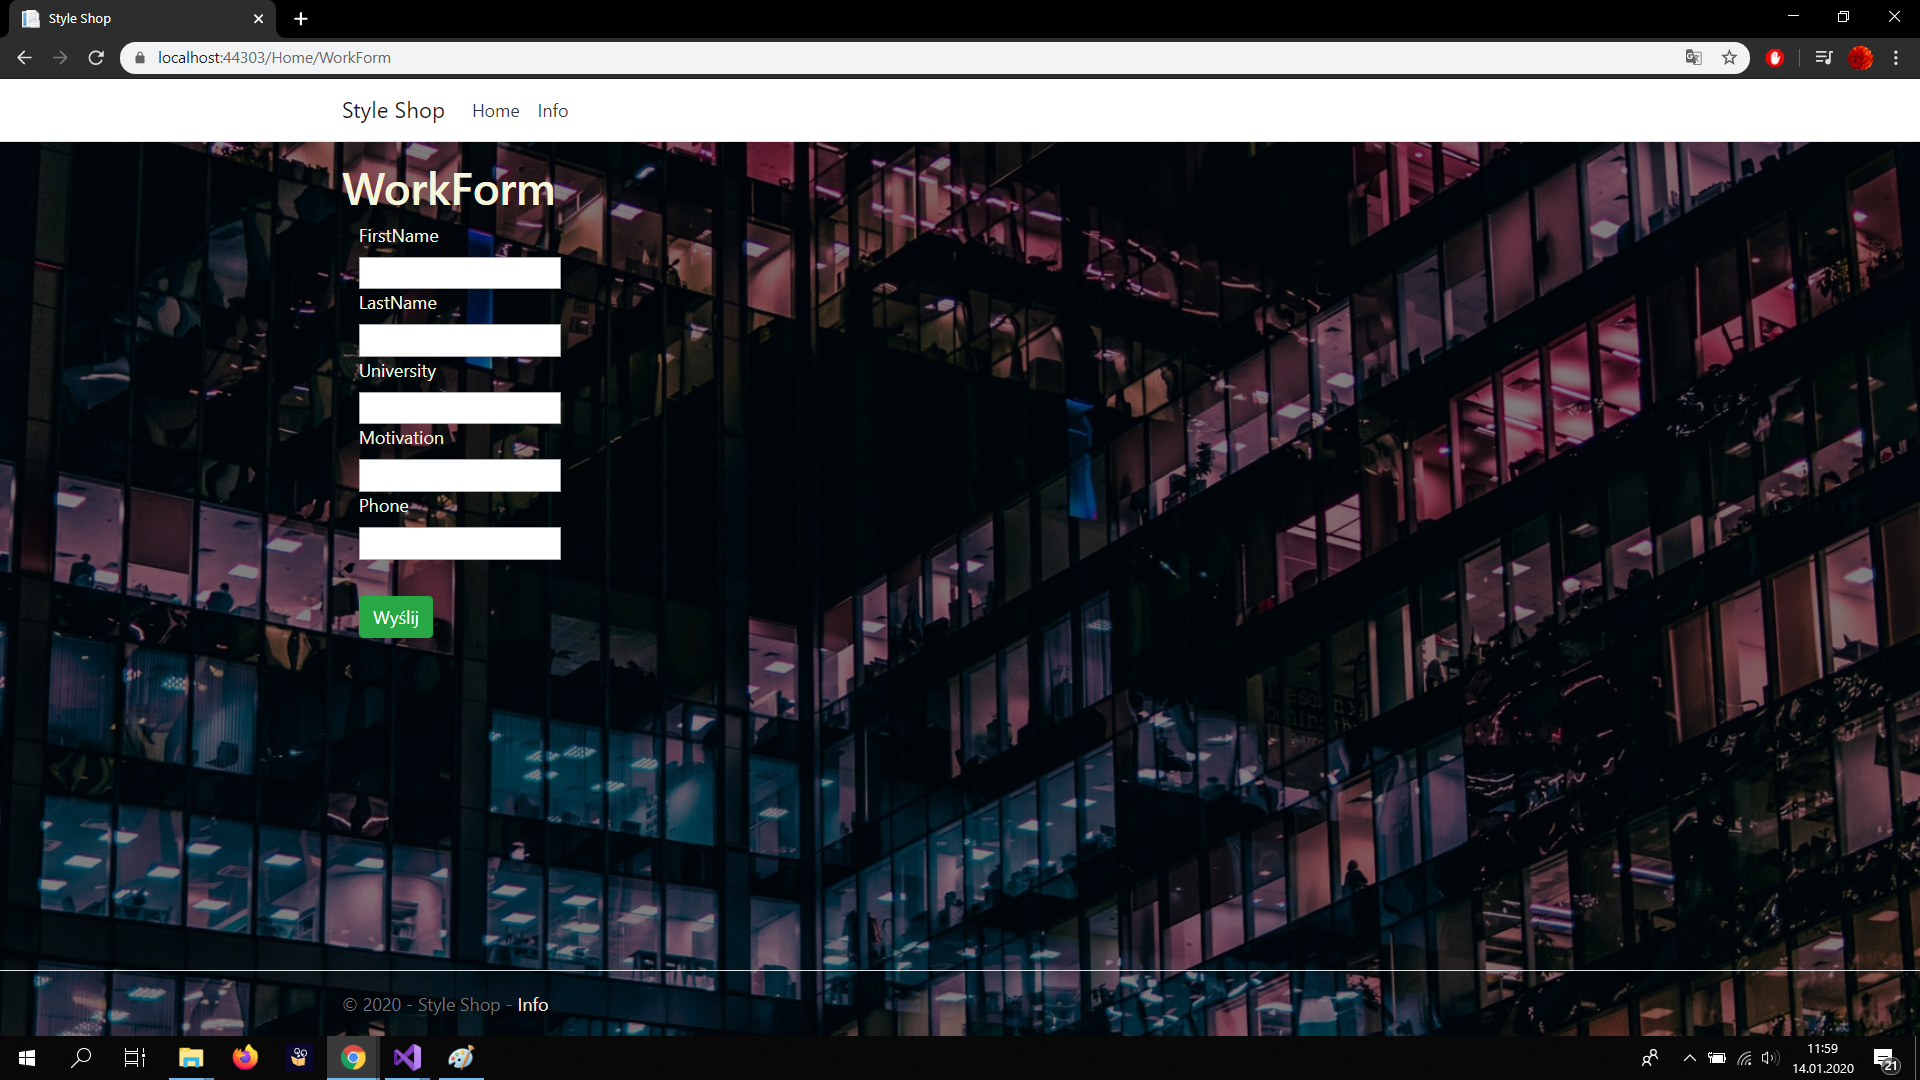 Style Shop
localhost:44303/Home/WorkForm
Style Shop Home Info
WorkForm
FirstName
LastName
University
Motivation
Phone
Wyślij
© 2020 - Style Shop - Info
11:59
14.01.2020
21